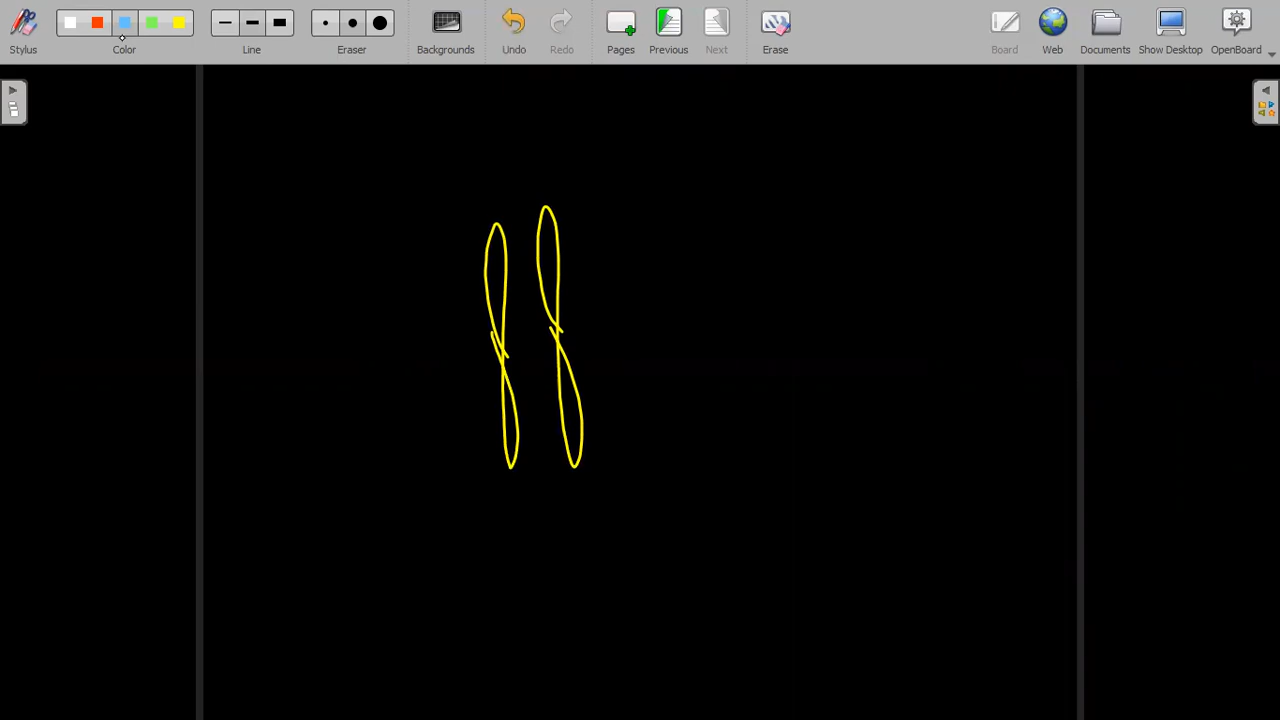 Stylus
Color
Line
Eraser
Backgrounds
Undo
Redo
Pages
Previous
Next
Erase
Board
Web
Documents
Show Desktop
OpenBoard